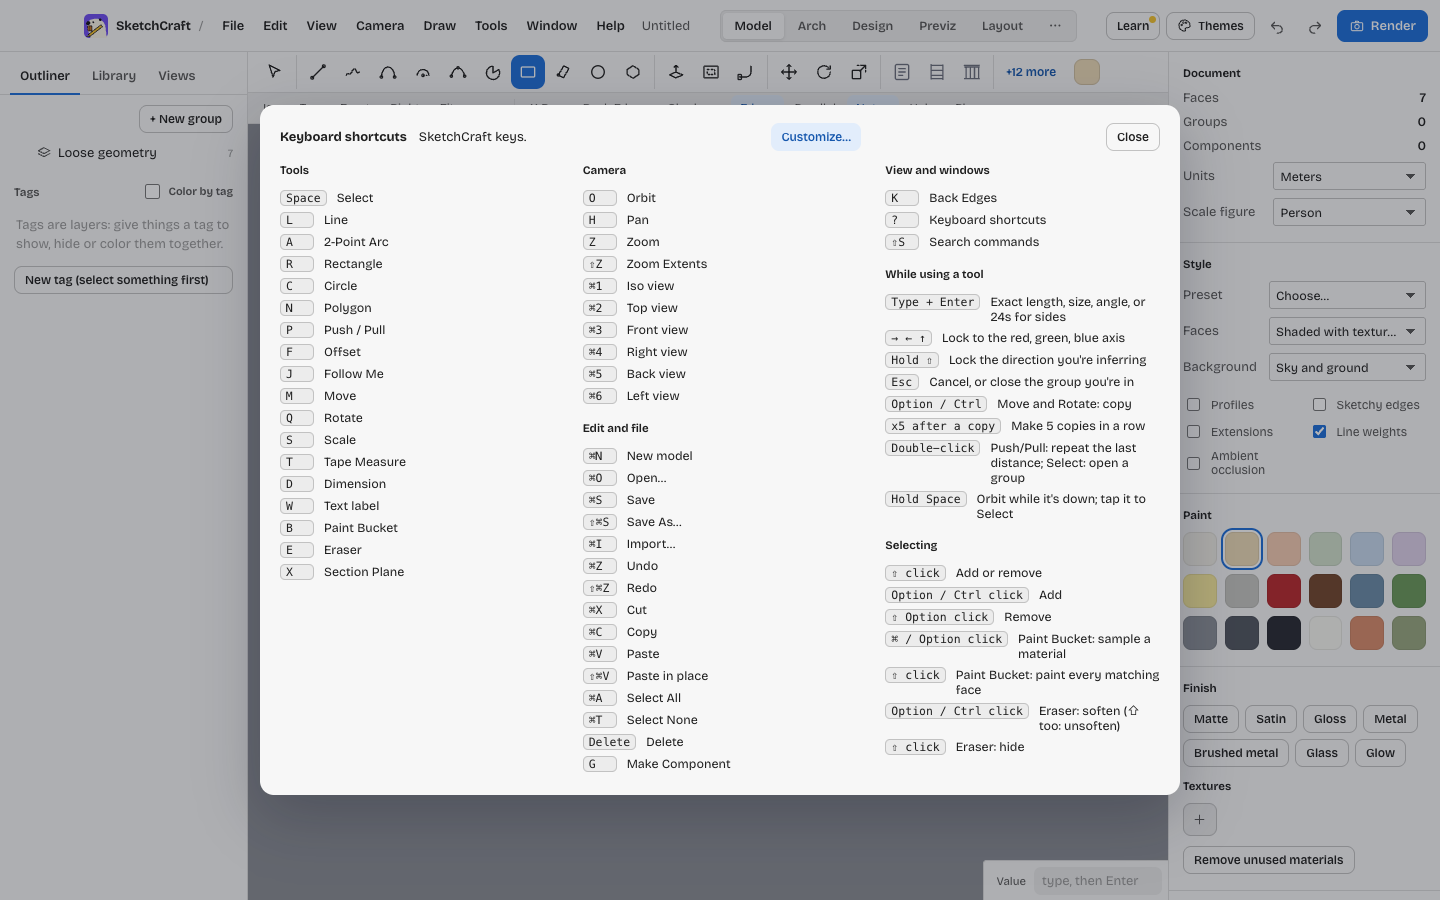 SketchCraft / File Edit View Camera Draw Tools Window Help Untitled Model Arch Design Previz Layout ··· Learn Themes Render
Outliner Library Views
+12 more
+ New group
Loose geometry 7
Tags Color by tag
Tags are layers: give things a tag to
show, hide or color them together.
New tag (select something first)
Keyboard shortcuts SketchCraft keys. Customize... Close
Tools
Space Select
L Line
A 2-Point Arc
R Rectangle
C Circle
N Polygon
P Push / Pull
F Offset
J Follow Me
M Move
Q Rotate
S Scale
T Tape Measure
D Dimension
W Text label
B Paint Bucket
E Eraser
X Section Plane
Camera
O Orbit
H Pan
Z Zoom
⇧Z Zoom Extents
⌘1 Iso view
⌘2 Top view
⌘3 Front view
⌘4 Right view
⌘5 Back view
⌘6 Left view
Edit and file
⌘N New model
⌘O Open...
⌘S Save
⇧⌘S Save As...
⌘I Import...
⌘Z Undo
⇧⌘Z Redo
⌘X Cut
⌘C Copy
⌘V Paste
⇧⌘V Paste in place
⌘A Select All
⌘T Select None
Delete Delete
G Make Component
View and windows
K Back Edges
? Keyboard shortcuts
⇧S Search commands
While using a tool
Type + Enter Exact length, size, angle, or
24s for sides
→ ← ↑ Lock to the red, green, blue axis
Hold ⇧ Lock the direction you're inferring
Esc Cancel, or close the group you're in
Option / Ctrl Move and Rotate: copy
x5 after a copy Make 5 copies in a row
Double-click Push/Pull: repeat the last
distance; Select: open a
group
Hold Space Orbit while it's down; tap it to
Select
Selecting
⇧ click Add or remove
Option / Ctrl click Add
⇧ Option click Remove
⌘ / Option click Paint Bucket: sample a
material
⇧ click Paint Bucket: paint every matching
face
Option / Ctrl click Eraser: soften (⇧
too: unsoften)
⇧ click Eraser: hide
Document
Faces 7
Groups 0
Components 0
Units Meters
Scale figure Person
Style
Preset Choose...
Faces Shaded with textur...
Background Sky and ground
Profiles Sketchy edges
Extensions Line weights
Ambient
occlusion
Paint
Finish
Matte Satin Gloss Metal
Brushed metal Glass Glow
Textures
+
Remove unused materials
Value type, then Enter